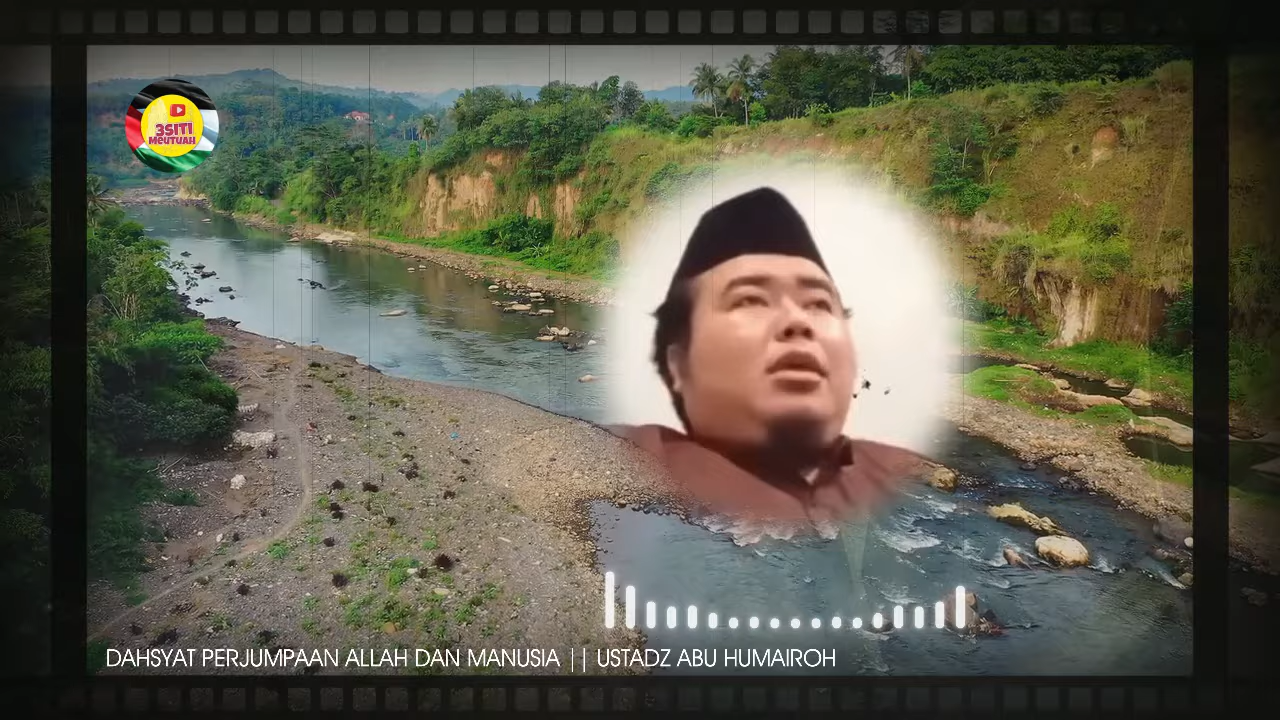 3SITI
MEUTUAH
DAHSYAT PERJUMPAAN ALLAH DAN MANUSIA || USTADZ ABU HUMAIROH